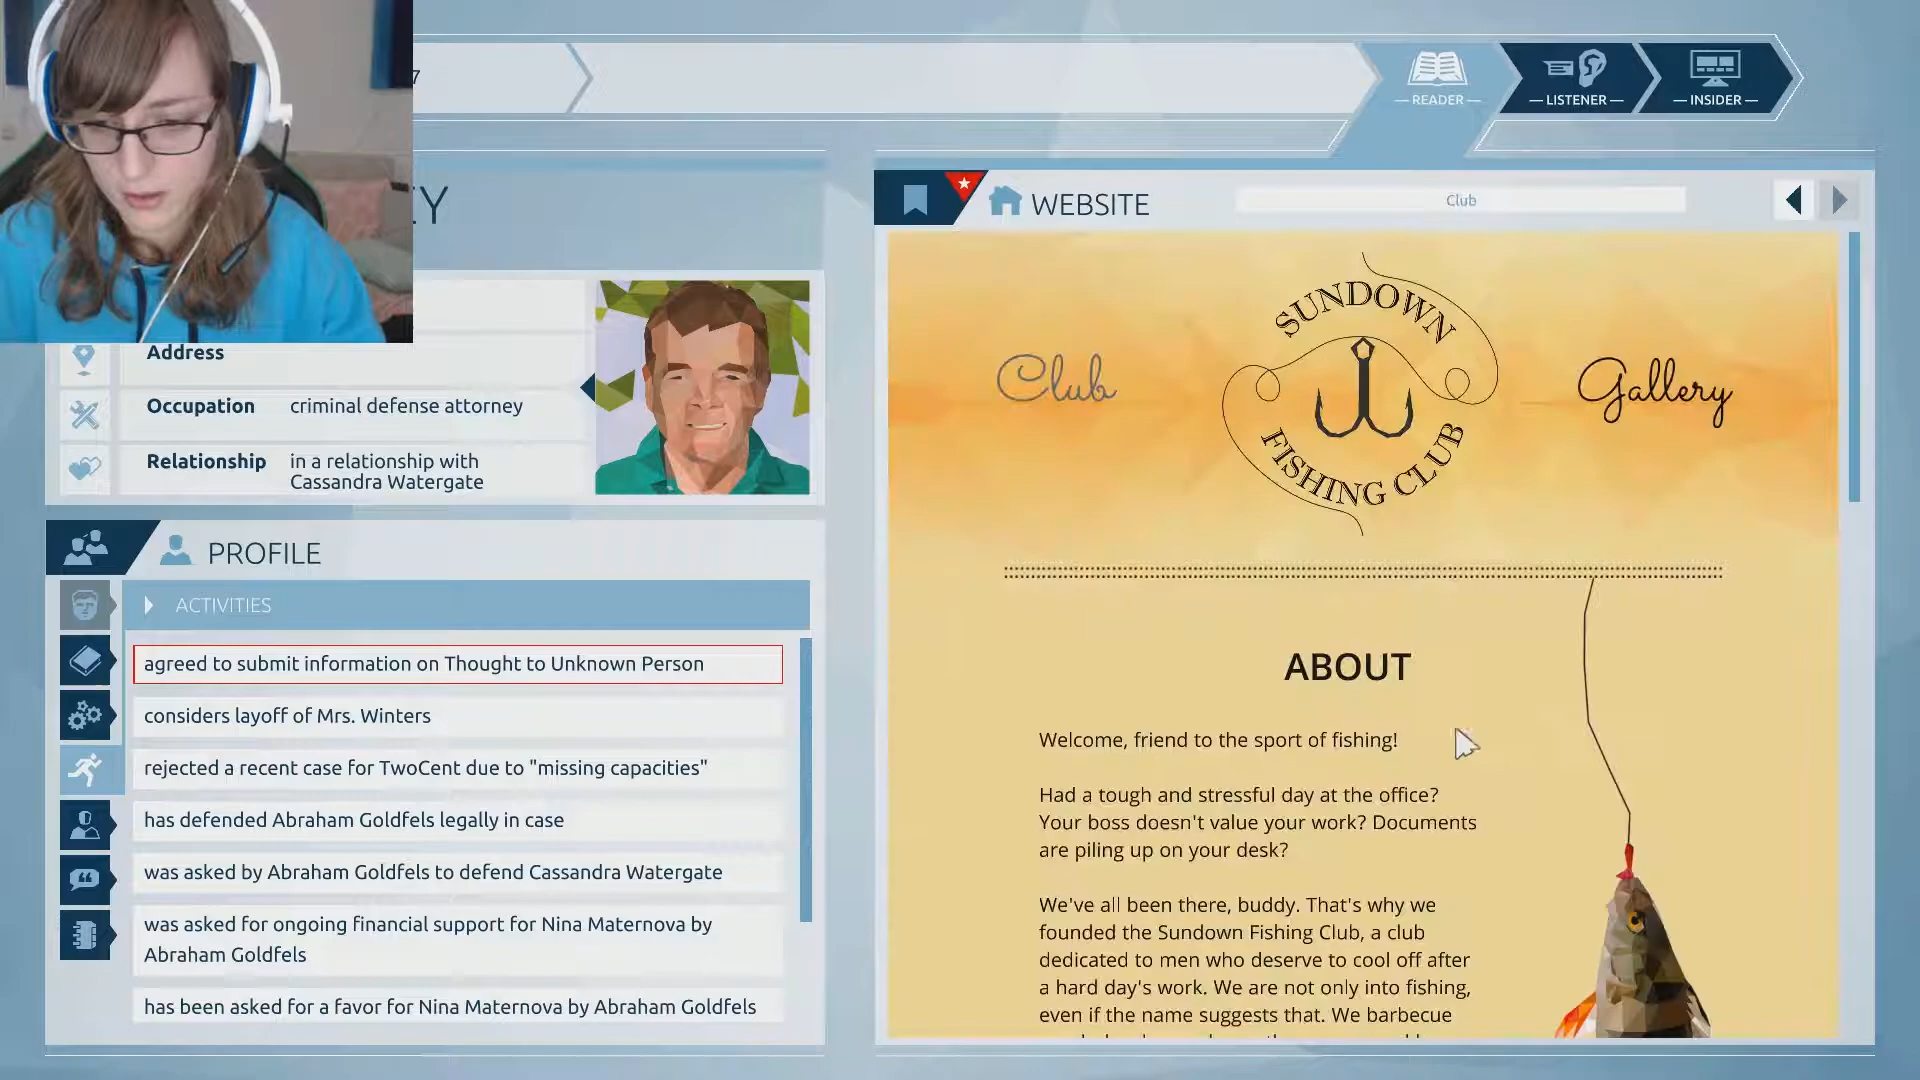 7
READER
LISTENER
INSIDER
EY
WEBSITE
Club
Address
Occupation criminal defense attorney
Relationship in a relationship with
Cassandra Watergate
PROFILE
ACTIVITIES
agreed to submit information on Thought to Unknown Person
considers layoff of Mrs. Winters
rejected a recent case for TwoCent due to "missing capacities"
has defended Abraham Goldfels legally in case
was asked by Abraham Goldfels to defend Cassandra Watergate
was asked for ongoing financial support for Nina Maternova by
Abraham Goldfels
has been asked for a favor for Nina Maternova by Abraham Goldfels
Club
SUNDOWN
FISHING CLUB
Gallery
ABOUT
Welcome, friend to the sport of fishing!
Had a tough and stressful day at the office?
Your boss doesn't value your work? Documents
are piling up on your desk?
We've all been there, buddy. That's why we
founded the Sundown Fishing Club, a club
dedicated to men who deserve to cool off after
a hard day's work. We are not only into fishing,
even if the name suggests that. We barbecue